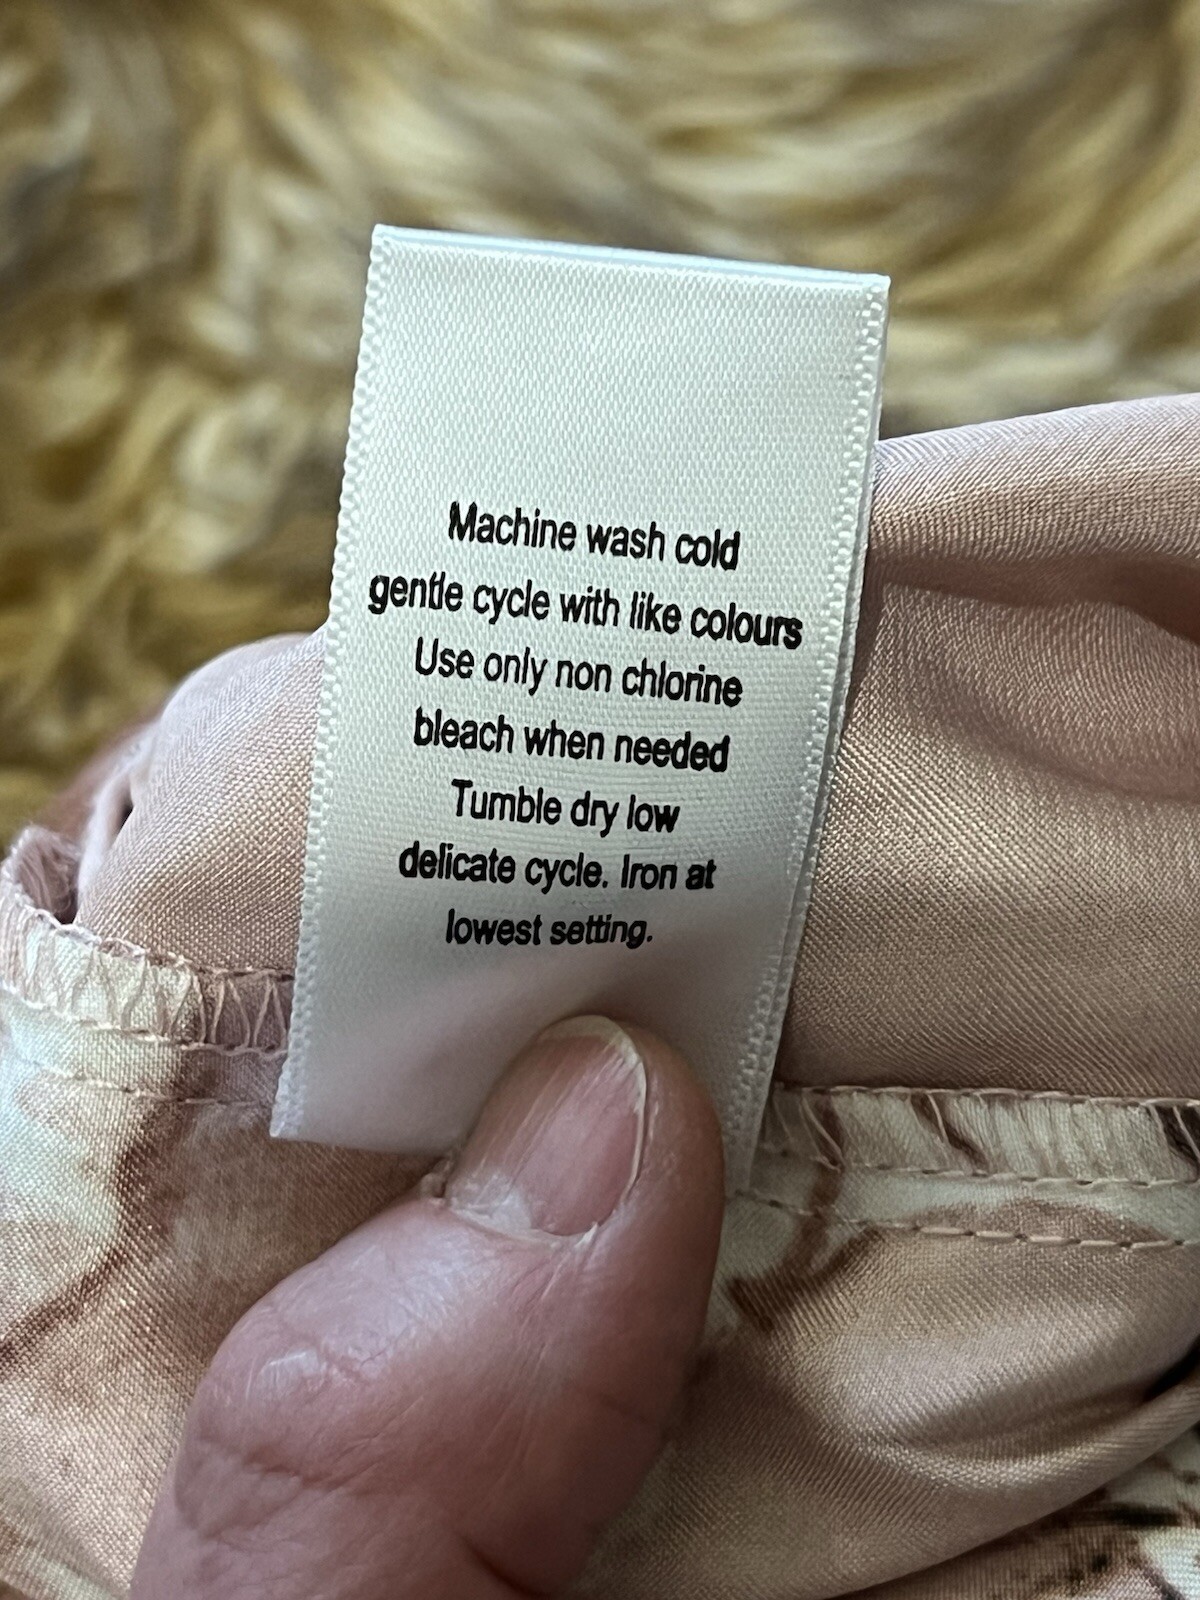 Machine wash cold
gentle cycle with like colours
Use only non chlorine
bleach when needed
Tumble dry low
delicate cycle. Iron at
lowest setting.